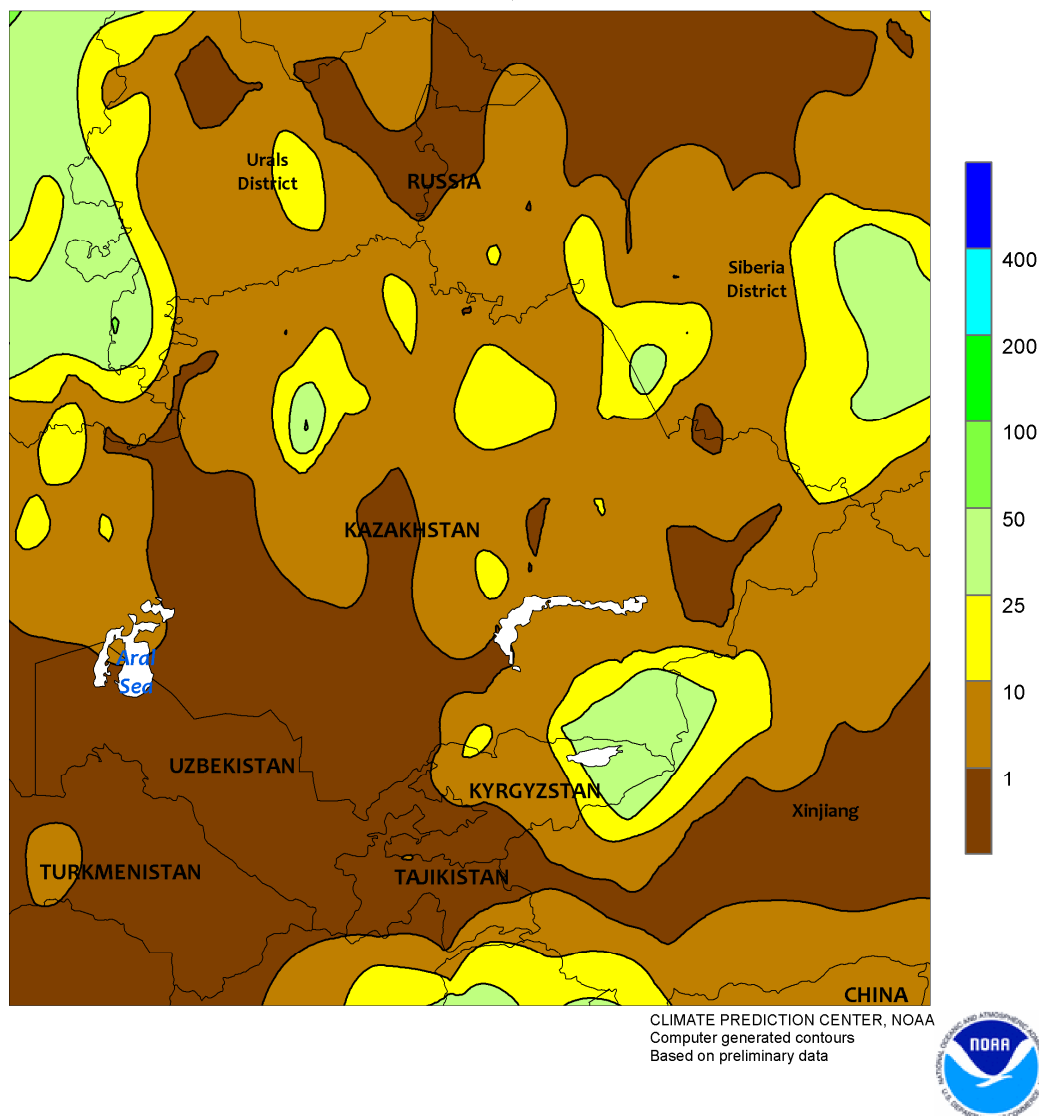 Urals
District
RUSSIA
Siberia
District
400
200
100
50
KAZAKHSTAN
25
Aral
Sea
10
UZBEKISTAN
1
KYRGYZSTAN
Xinjiang
TURKMENISTAN
TAJIKISTAN
CHINA
CLIMATE PREDICTION CENTER, NOAA
Computer generated contours
Based on preliminary data
NOAA